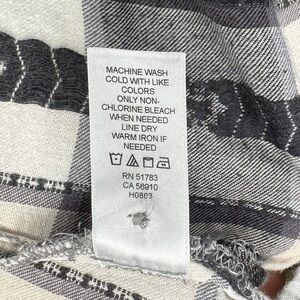 MACHINE WASH
COLD WITH LIKE
COLORS
ONLY NON-
CHLORINE BLEACH
WHEN NEEDED
LINE DRY
WARM IRON IF
NEEDED
RN 51783
CA 56910
H0803